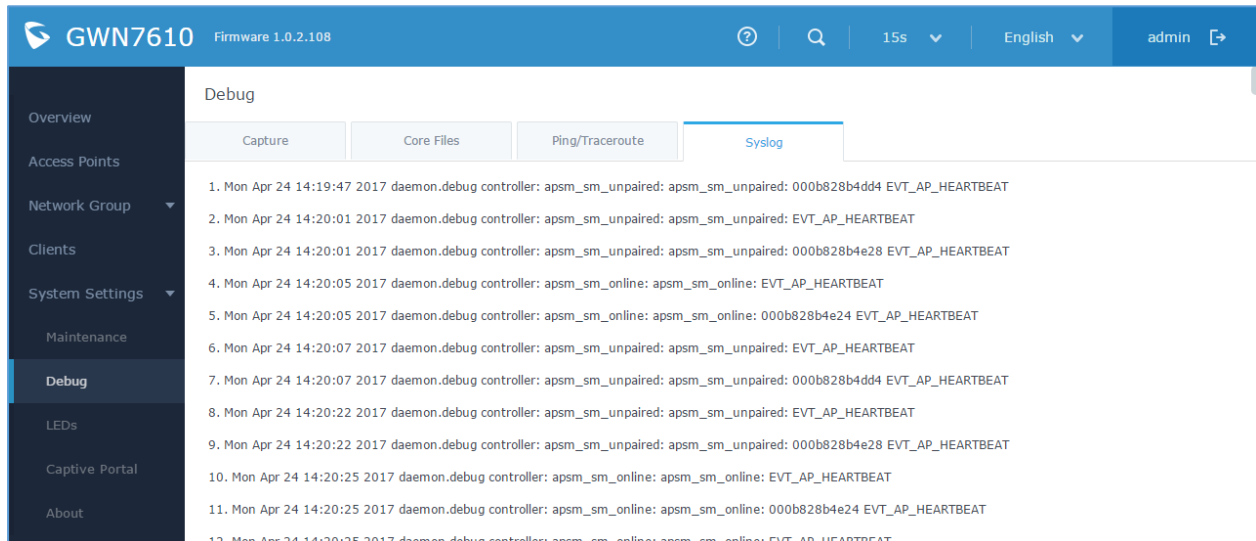 GWN7610 Firmware 1.0.2.108 15s English admin
Overview
Access Points
Network Group
Clients
System Settings
Maintenance
Debug
LEDs
Captive Portal
About
Debug
Capture Core Files Ping/Traceroute Syslog
1. Mon Apr 24 14:19:47 2017 daemon.debug controller: apsm_sm_unpaired: apsm_sm_unpaired: 000b828b4dd4 EVT_AP_HEARTBEAT
2. Mon Apr 24 14:20:01 2017 daemon.debug controller: apsm_sm_unpaired: apsm_sm_unpaired: EVT_AP_HEARTBEAT
3. Mon Apr 24 14:20:01 2017 daemon.debug controller: apsm_sm_unpaired: apsm_sm_unpaired: 000b828b4e28 EVT_AP_HEARTBEAT
4. Mon Apr 24 14:20:05 2017 daemon.debug controller: apsm_sm_online: apsm_sm_online: EVT_AP_HEARTBEAT
5. Mon Apr 24 14:20:05 2017 daemon.debug controller: apsm_sm_online: apsm_sm_online: 000b828b4e24 EVT_AP_HEARTBEAT
6. Mon Apr 24 14:20:07 2017 daemon.debug controller: apsm_sm_unpaired: apsm_sm_unpaired: EVT_AP_HEARTBEAT
7. Mon Apr 24 14:20:07 2017 daemon.debug controller: apsm_sm_unpaired: apsm_sm_unpaired: 000b828b4dd4 EVT_AP_HEARTBEAT
8. Mon Apr 24 14:20:22 2017 daemon.debug controller: apsm_sm_unpaired: apsm_sm_unpaired: EVT_AP_HEARTBEAT
9. Mon Apr 24 14:20:22 2017 daemon.debug controller: apsm_sm_unpaired: apsm_sm_unpaired: 000b828b4e28 EVT_AP_HEARTBEAT
10. Mon Apr 24 14:20:25 2017 daemon.debug controller: apsm_sm_online: apsm_sm_online: EVT_AP_HEARTBEAT
11. Mon Apr 24 14:20:25 2017 daemon.debug controller: apsm_sm_online: apsm_sm_online: 000b828b4e24 EVT_AP_HEARTBEAT